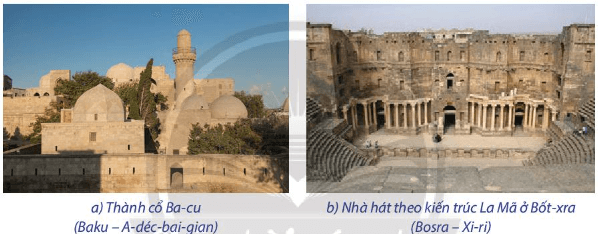 a) Thành cổ Ba-cu
(Baku – A-déc-bai-gian)
b) Nhà hát theo kiến trúc La Mã ở Bốt-xra
(Bosra – Xi-ri)